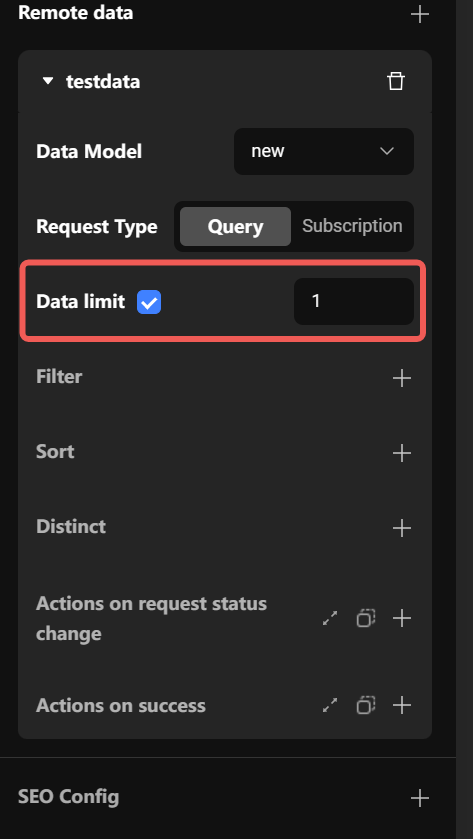 Remote data
testdata
Data Model new
Request Type Query Subscription
Data limit 1
Filter
Sort
Distinct
Actions on request status
change
Actions on success
SEO Config